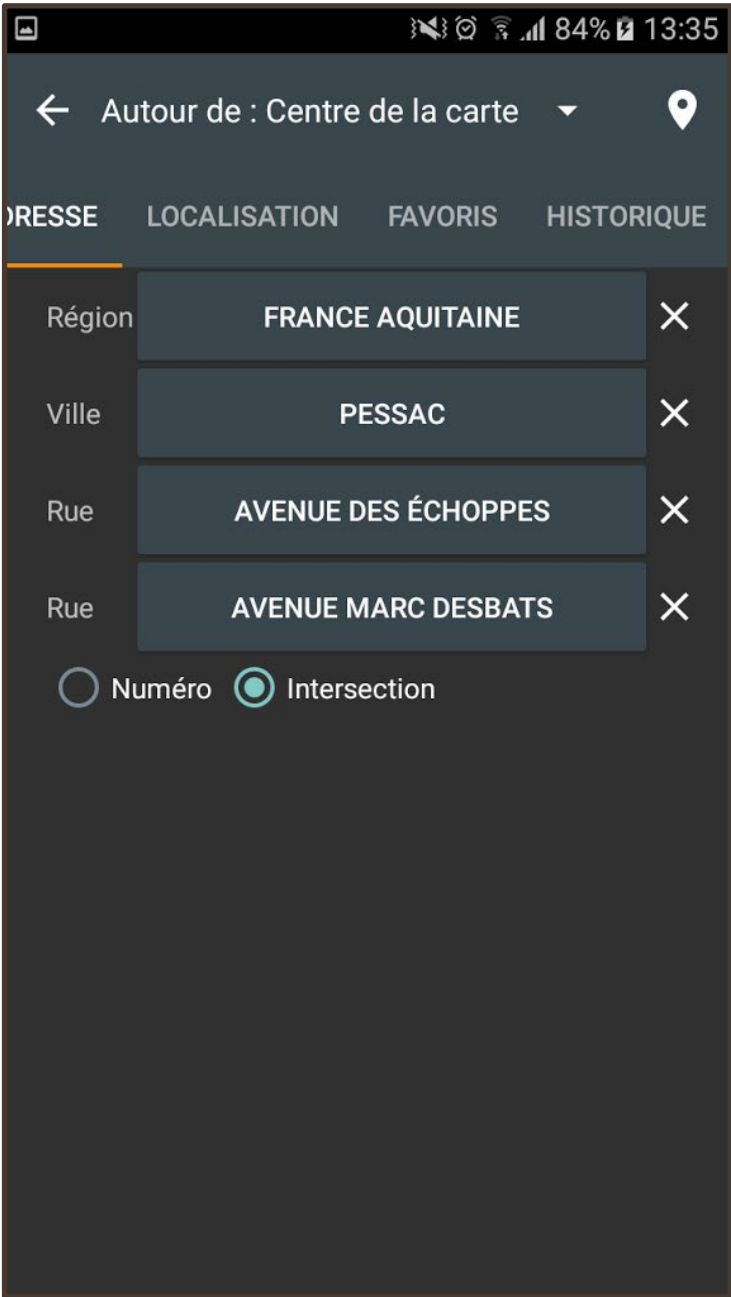 84% 13:35
Autour de : Centre de la carte
DRESSE LOCALISATION FAVORIS HISTORIQUE
Région FRANCE AQUITAINE
Ville PESSAC
Rue AVENUE DES ÉCHOPPES
Rue AVENUE MARC DESBATS
Numéro Intersection